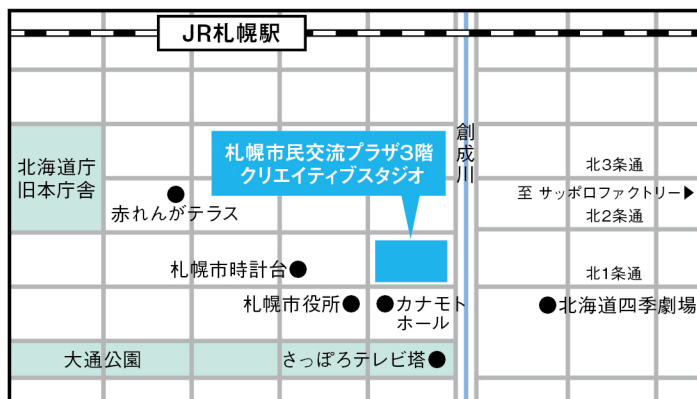 JR札幌駅
創成川
札幌市民交流プラザ3階
クリエイティブスタジオ
北海道庁
旧本庁舎
北3条通
至 サッポロファクトリー▶
赤れんがテラス
北2条通
札幌市時計台
北1条通
札幌市役所
カナモト
ホール
北海道四季劇場
大通公園
さっぽろテレビ塔